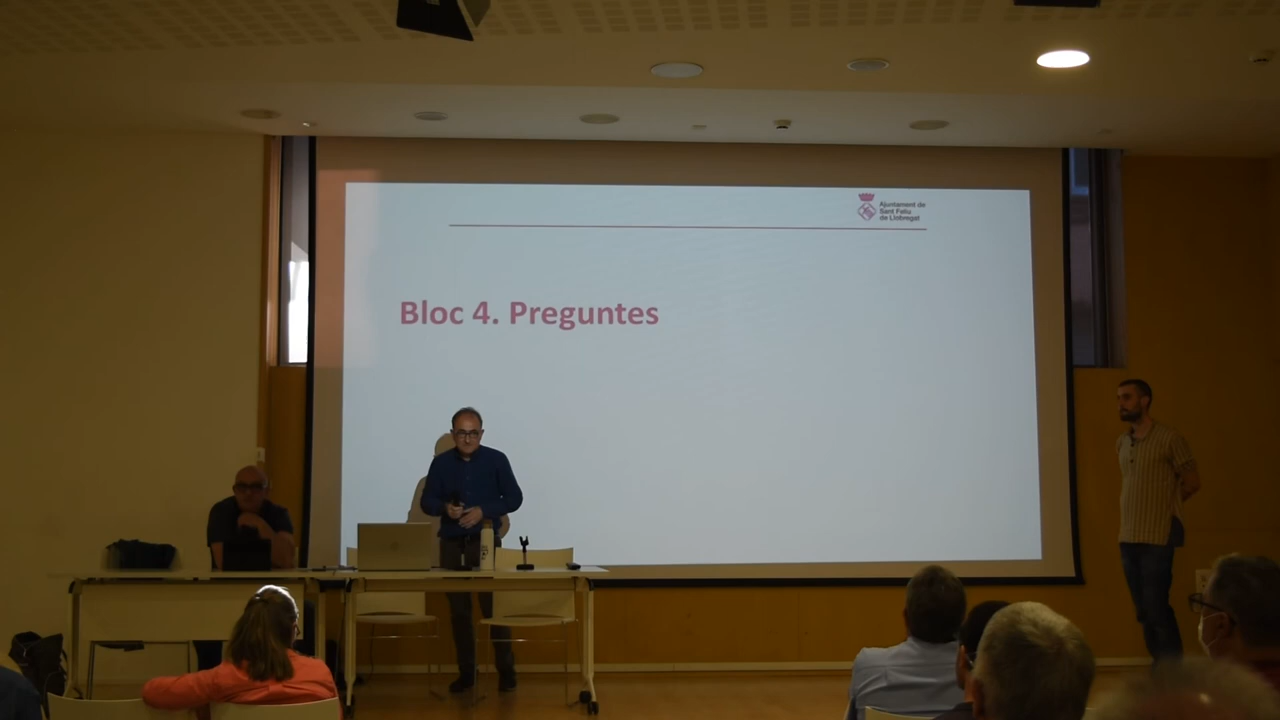 Ajuntament de
Sant Feliu
de Llobregat
Bloc 4. Preguntes